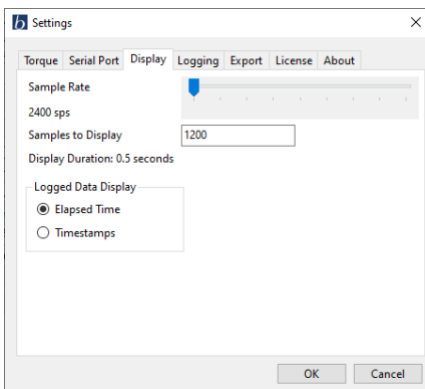 b Settings
Torque Serial Port Display Logging Export License About
Sample Rate
2400 sps
Samples to Display 1200
Display Duration: 0.5 seconds
Logged Data Display
Elapsed Time
Timestamps
OK Cancel